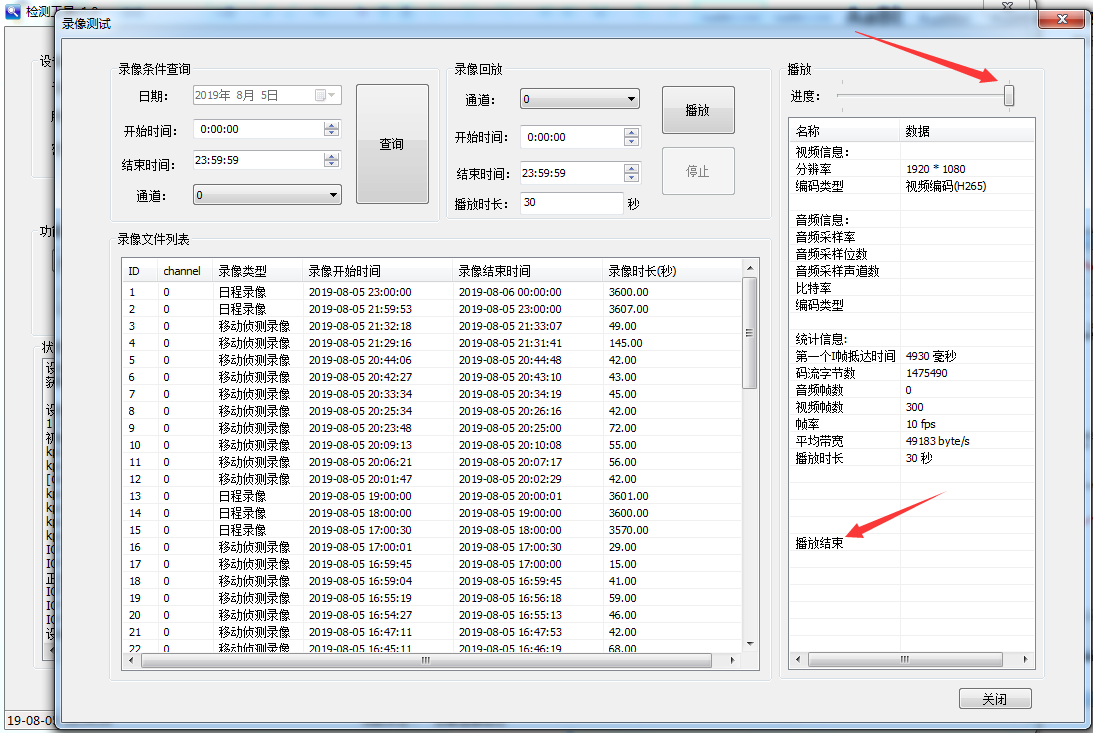 检测工具
录像测试
录像条件查询
日期： 2019年 8月 5日
开始时间： 0:00:00
结束时间： 23:59:59
通道： 0
查询
录像回放
通道： 0
开始时间： 0:00:00
结束时间： 23:59:59
播放时长： 30 秒
播放
停止
录像文件列表
ID channel 录像类型 录像开始时间 录像结束时间 录像时长(秒)
1 0 日程录像 2019-08-05 23:00:00 2019-08-06 00:00:00 3600.00
2 0 日程录像 2019-08-05 21:59:53 2019-08-05 23:00:00 3607.00
3 0 移动侦测录像 2019-08-05 21:32:18 2019-08-05 21:33:07 49.00
4 0 移动侦测录像 2019-08-05 21:29:16 2019-08-05 21:31:41 145.00
5 0 移动侦测录像 2019-08-05 20:44:06 2019-08-05 20:44:48 42.00
6 0 移动侦测录像 2019-08-05 20:42:27 2019-08-05 20:43:10 43.00
7 0 移动侦测录像 2019-08-05 20:33:34 2019-08-05 20:34:19 45.00
8 0 移动侦测录像 2019-08-05 20:25:34 2019-08-05 20:26:16 42.00
9 0 移动侦测录像 2019-08-05 20:23:48 2019-08-05 20:25:00 72.00
10 0 移动侦测录像 2019-08-05 20:09:13 2019-08-05 20:10:08 55.00
11 0 移动侦测录像 2019-08-05 20:06:21 2019-08-05 20:07:17 56.00
12 0 移动侦测录像 2019-08-05 20:01:47 2019-08-05 20:02:29 42.00
13 0 日程录像 2019-08-05 19:00:00 2019-08-05 20:00:01 3601.00
14 0 日程录像 2019-08-05 18:00:00 2019-08-05 19:00:00 3600.00
15 0 日程录像 2019-08-05 17:00:30 2019-08-05 18:00:00 3570.00
16 0 移动侦测录像 2019-08-05 17:00:01 2019-08-05 17:00:30 29.00
17 0 移动侦测录像 2019-08-05 16:59:45 2019-08-05 17:00:00 15.00
18 0 移动侦测录像 2019-08-05 16:59:04 2019-08-05 16:59:45 41.00
19 0 移动侦测录像 2019-08-05 16:55:19 2019-08-05 16:56:18 59.00
20 0 移动侦测录像 2019-08-05 16:54:27 2019-08-05 16:55:13 46.00
21 0 移动侦测录像 2019-08-05 16:47:11 2019-08-05 16:47:53 42.00
22 0 移动侦测录像 2019-08-05 16:45:11 2019-08-05 16:46:19 68.00
播放
进度：
名称 数据
视频信息：
分辨率 1920 * 1080
编码类型 视频编码(H265)
音频信息：
音频采样率
音频采样位数
音频采样声道数
比特率
编码类型
统计信息：
第一个I帧抵达时间 4930 毫秒
码流字节数 1475490
音频帧数 0
视频帧数 300
帧率 10 fps
平均带宽 49183 byte/s
播放时长 30 秒
播放结束
关闭
19-08-05